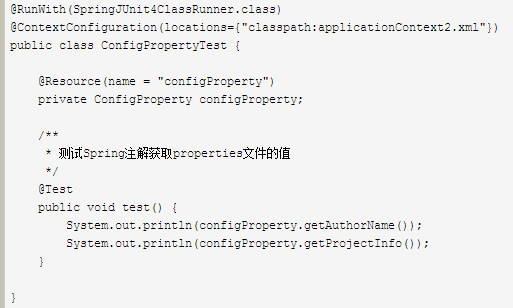 @RunWith(SpringJUnit4ClassRunner.class)
@ContextConfiguration(locations={"classpath:applicationContext2.xml"})
public class ConfigPropertyTest {
@Resource(name = "configProperty")
private ConfigProperty configProperty;
/**
* 测试Spring注解获取properties文件的值
*/
@Test
public void test() {
System.out.println(configProperty.getAuthorName());
System.out.println(configProperty.getProjectInfo());
}
}